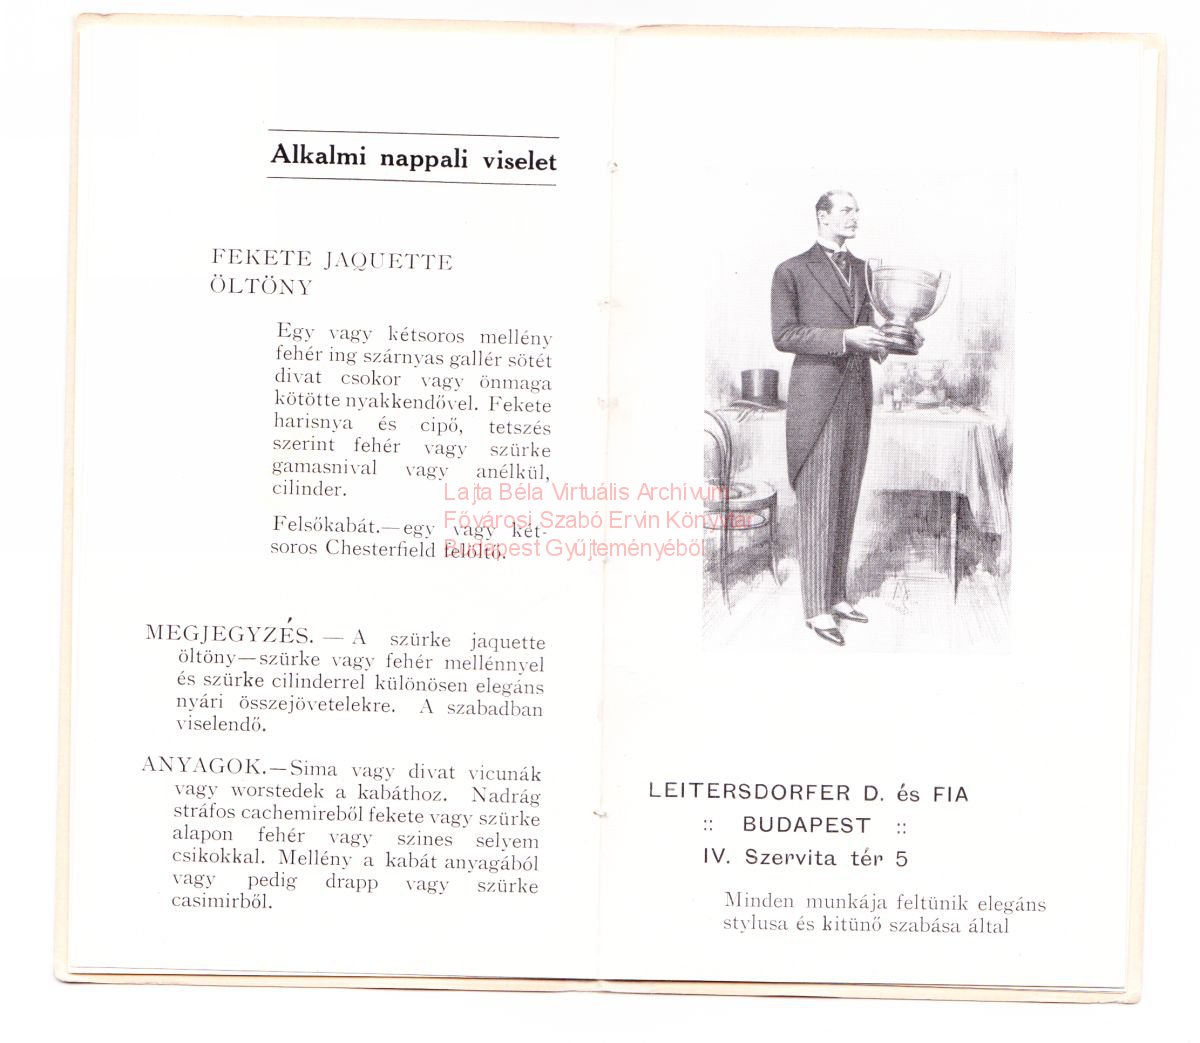 Alkalmi nappali viselet
FEKETE JAQUETTE
ÖLTÖNY
Egy vagy kétsoros mellény
fehér ing szárnyas gallér sötét
divat csokor vagy önmaga
kötötte nyakkendővel. Fekete
harisnya és cipő, tetszés
szerint fehér vagy szürke
gamasnival vagy anélkül,
cilinder.
Felsőkabát.—egy vagy két-
soros Chesterfield felöltő.
MEGJEGYZÉS. — A szürke jaquette
öltöny—szürke vagy fehér mellénnyel
és szürke cilinderrel különösen elegáns
nyári összejövetelekre. A szabadban
viselendő.
ANYAGOK.—Sima vagy divat vicunák
vagy worstedek a kabáthoz. Nadrág
stráfos cachemireből fekete vagy szürke
alapon fehér vagy szines selyem
csikokkal. Mellény a kabát anyagából
vagy pedig drapp vagy szürke
casimirből.
Lajta Béla Virtuális Archívum
Fővárosi Szabó Ervin Könyvtár
Budapest Gyűjteményéből
LEITERSDORFER D. és FIA
:: BUDAPEST ::
IV. Szervita tér 5
Minden munkája feltünik elegáns
stylusa és kitünő szabása által